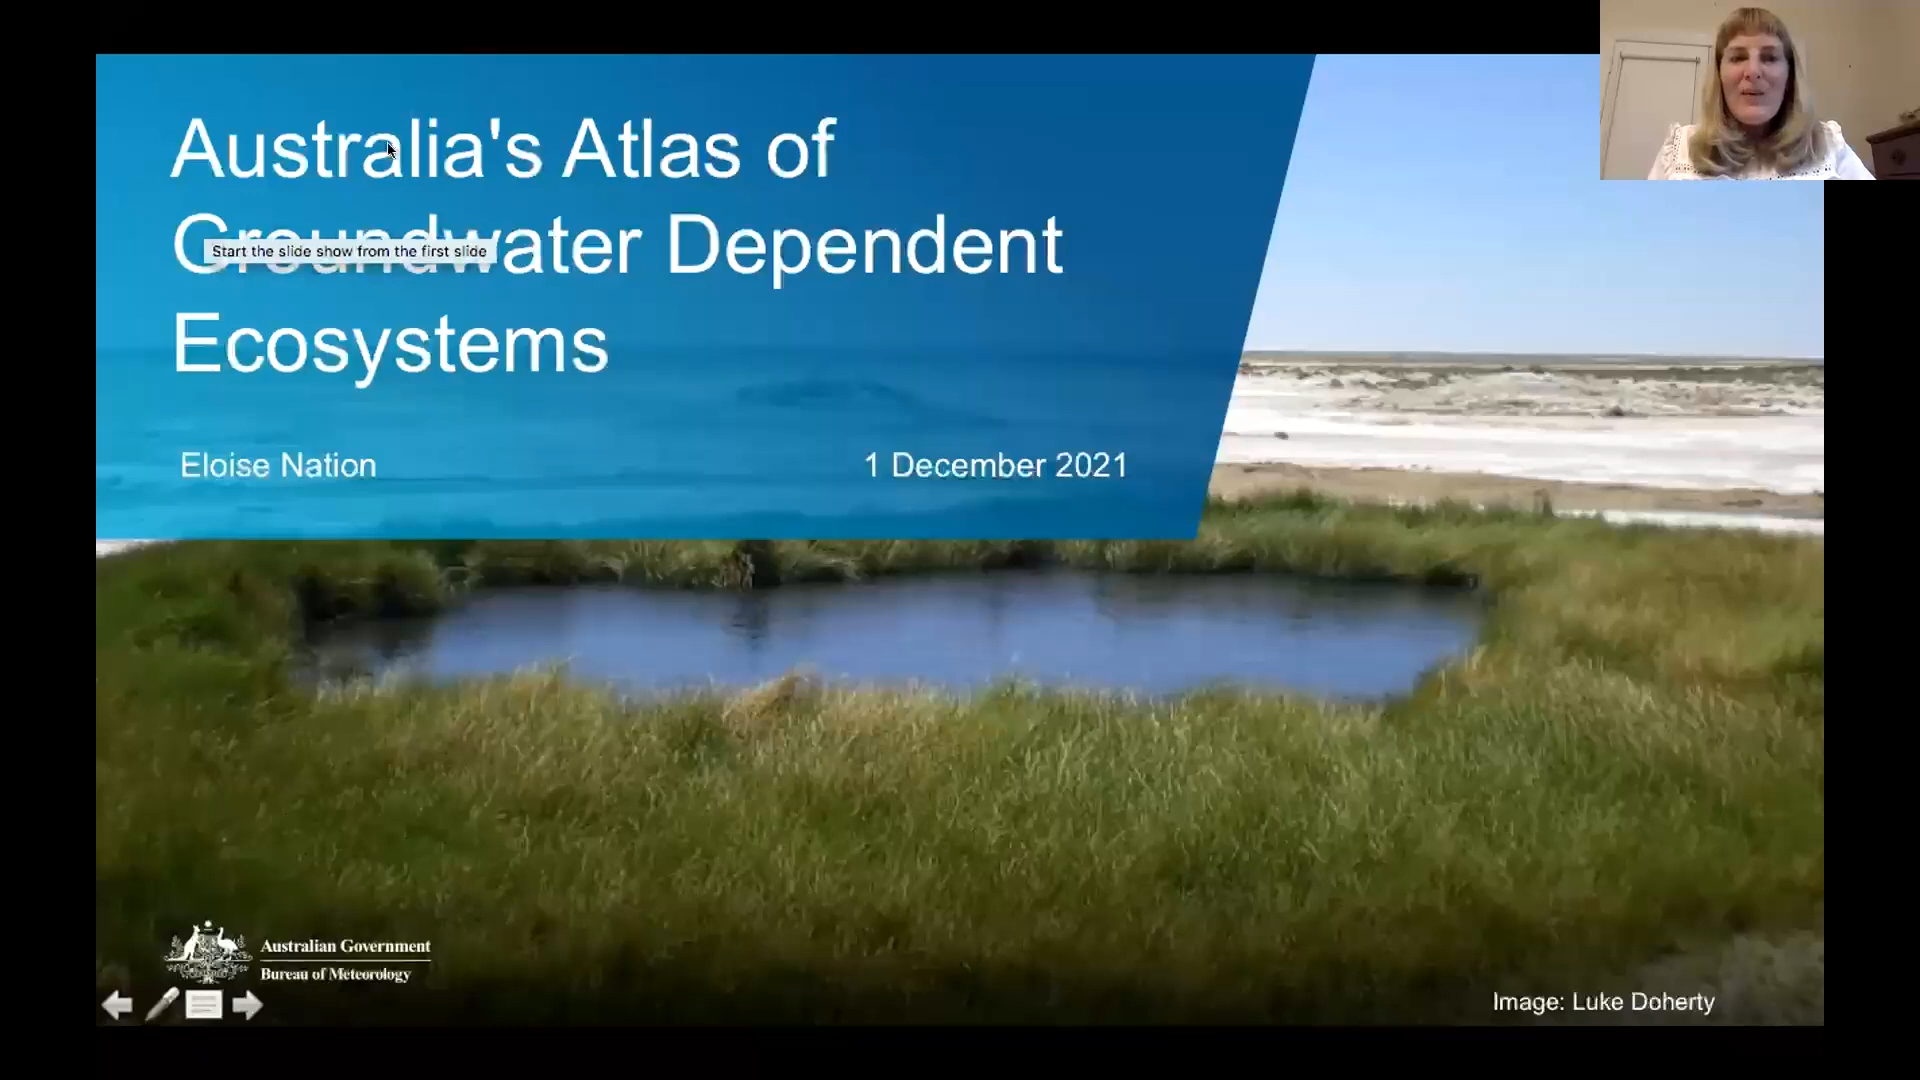 Australia's Atlas of
Groundwater Dependent
Start the slide show from the first slide
Ecosystems
Eloise Nation
1 December 2021
Australian Government
Bureau of Meteorology
Image: Luke Doherty